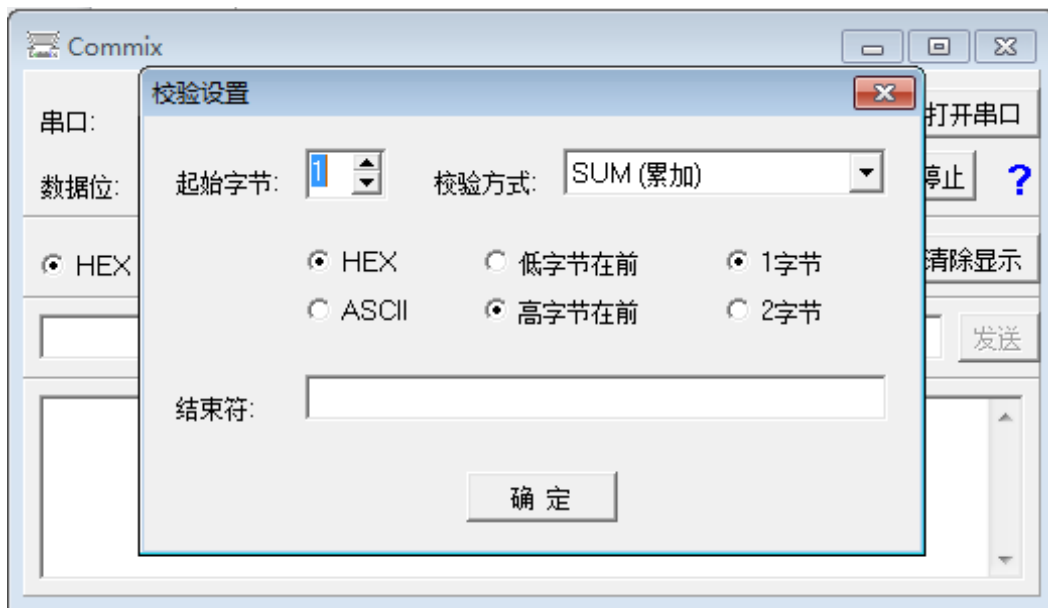 Commix
校验设置
串口:
打开串口
数据位:
起始字节: 1 校验方式: SUM (累加)
停止 ?
HEX
HEX 低字节在前 1字节
清除显示
ASCII 高字节在前 2字节
发送
结束符:
确 定